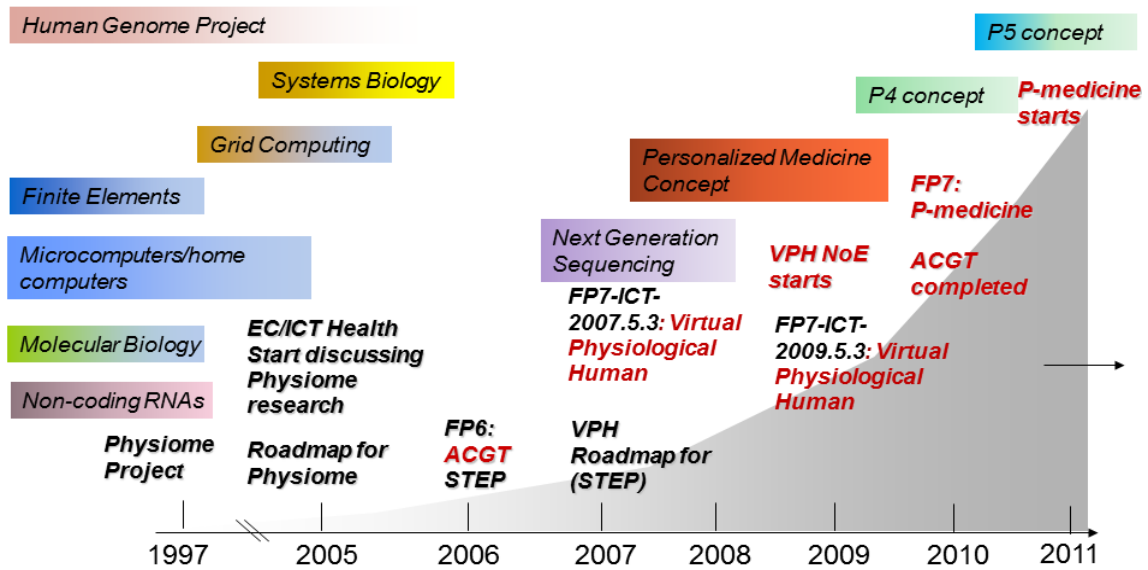 Human Genome Project
P5 concept
Systems Biology
P4 concept
P-medicine
starts
Grid Computing
Personalized Medicine
Concept
Finite Elements
FP7:
P-medicine
Next Generation
Sequencing
Microcomputers/home
computers
VPH NoE
starts
ACGT
completed
FP7-ICT-
2007.5.3: Virtual
Physiological
Human
FP7-ICT-
2009.5.3: Virtual
Physiological
Human
Molecular Biology
EC/ICT Health
Start discussing
Physiome
research
Non-coding RNAs
Physiome
Project
Roadmap for
Physiome
FP6:
ACGT
STEP
VPH
Roadmap for
(STEP)
1997 2005 2006 2007 2008 2009 2010 2011